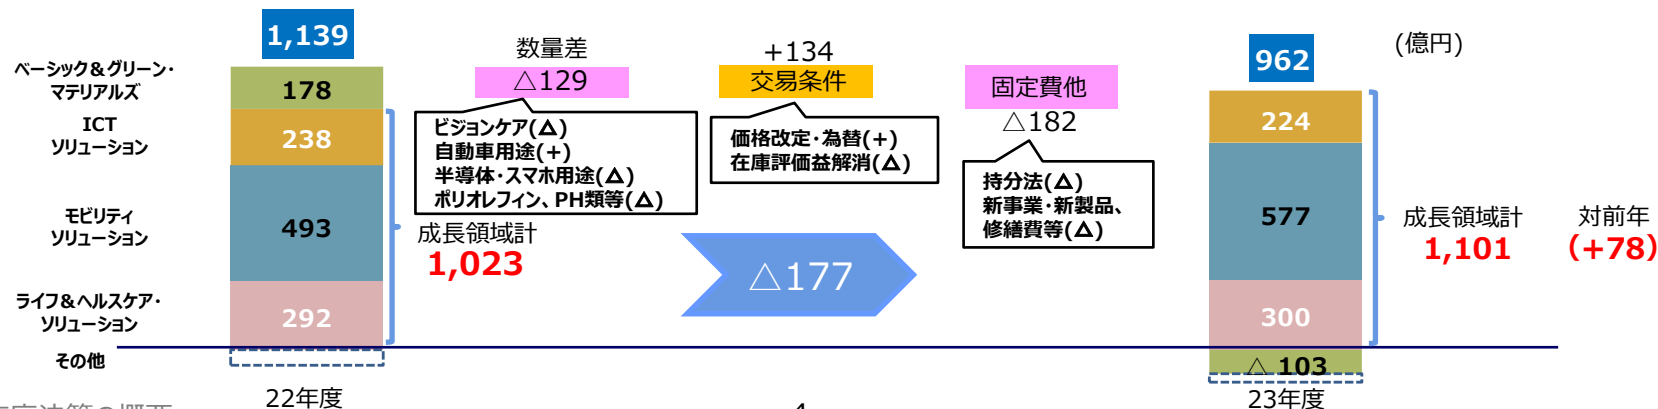 1,139
数量差
△129
+134
交易条件
固定費他
△182
962
(億円)
ベーシック&グリーン・
マテリアルズ
178
ICT
ソリューション
238
モビリティ
ソリューション
493
ライフ&ヘルスケア・
ソリューション
292
その他
22年度
ビジョンケア(△)
自動車用途(+)
半導体・スマホ用途(△)
ポリオレフィン、PH類等(△)
成長領域計
1,023
価格改定・為替(+)
在庫評価益解消(△)
△177
持分法(△)
新事業・新製品、
修繕費等(△)
224
577
300
△ 103
23年度
成長領域計
1,101
対前年
(+78)